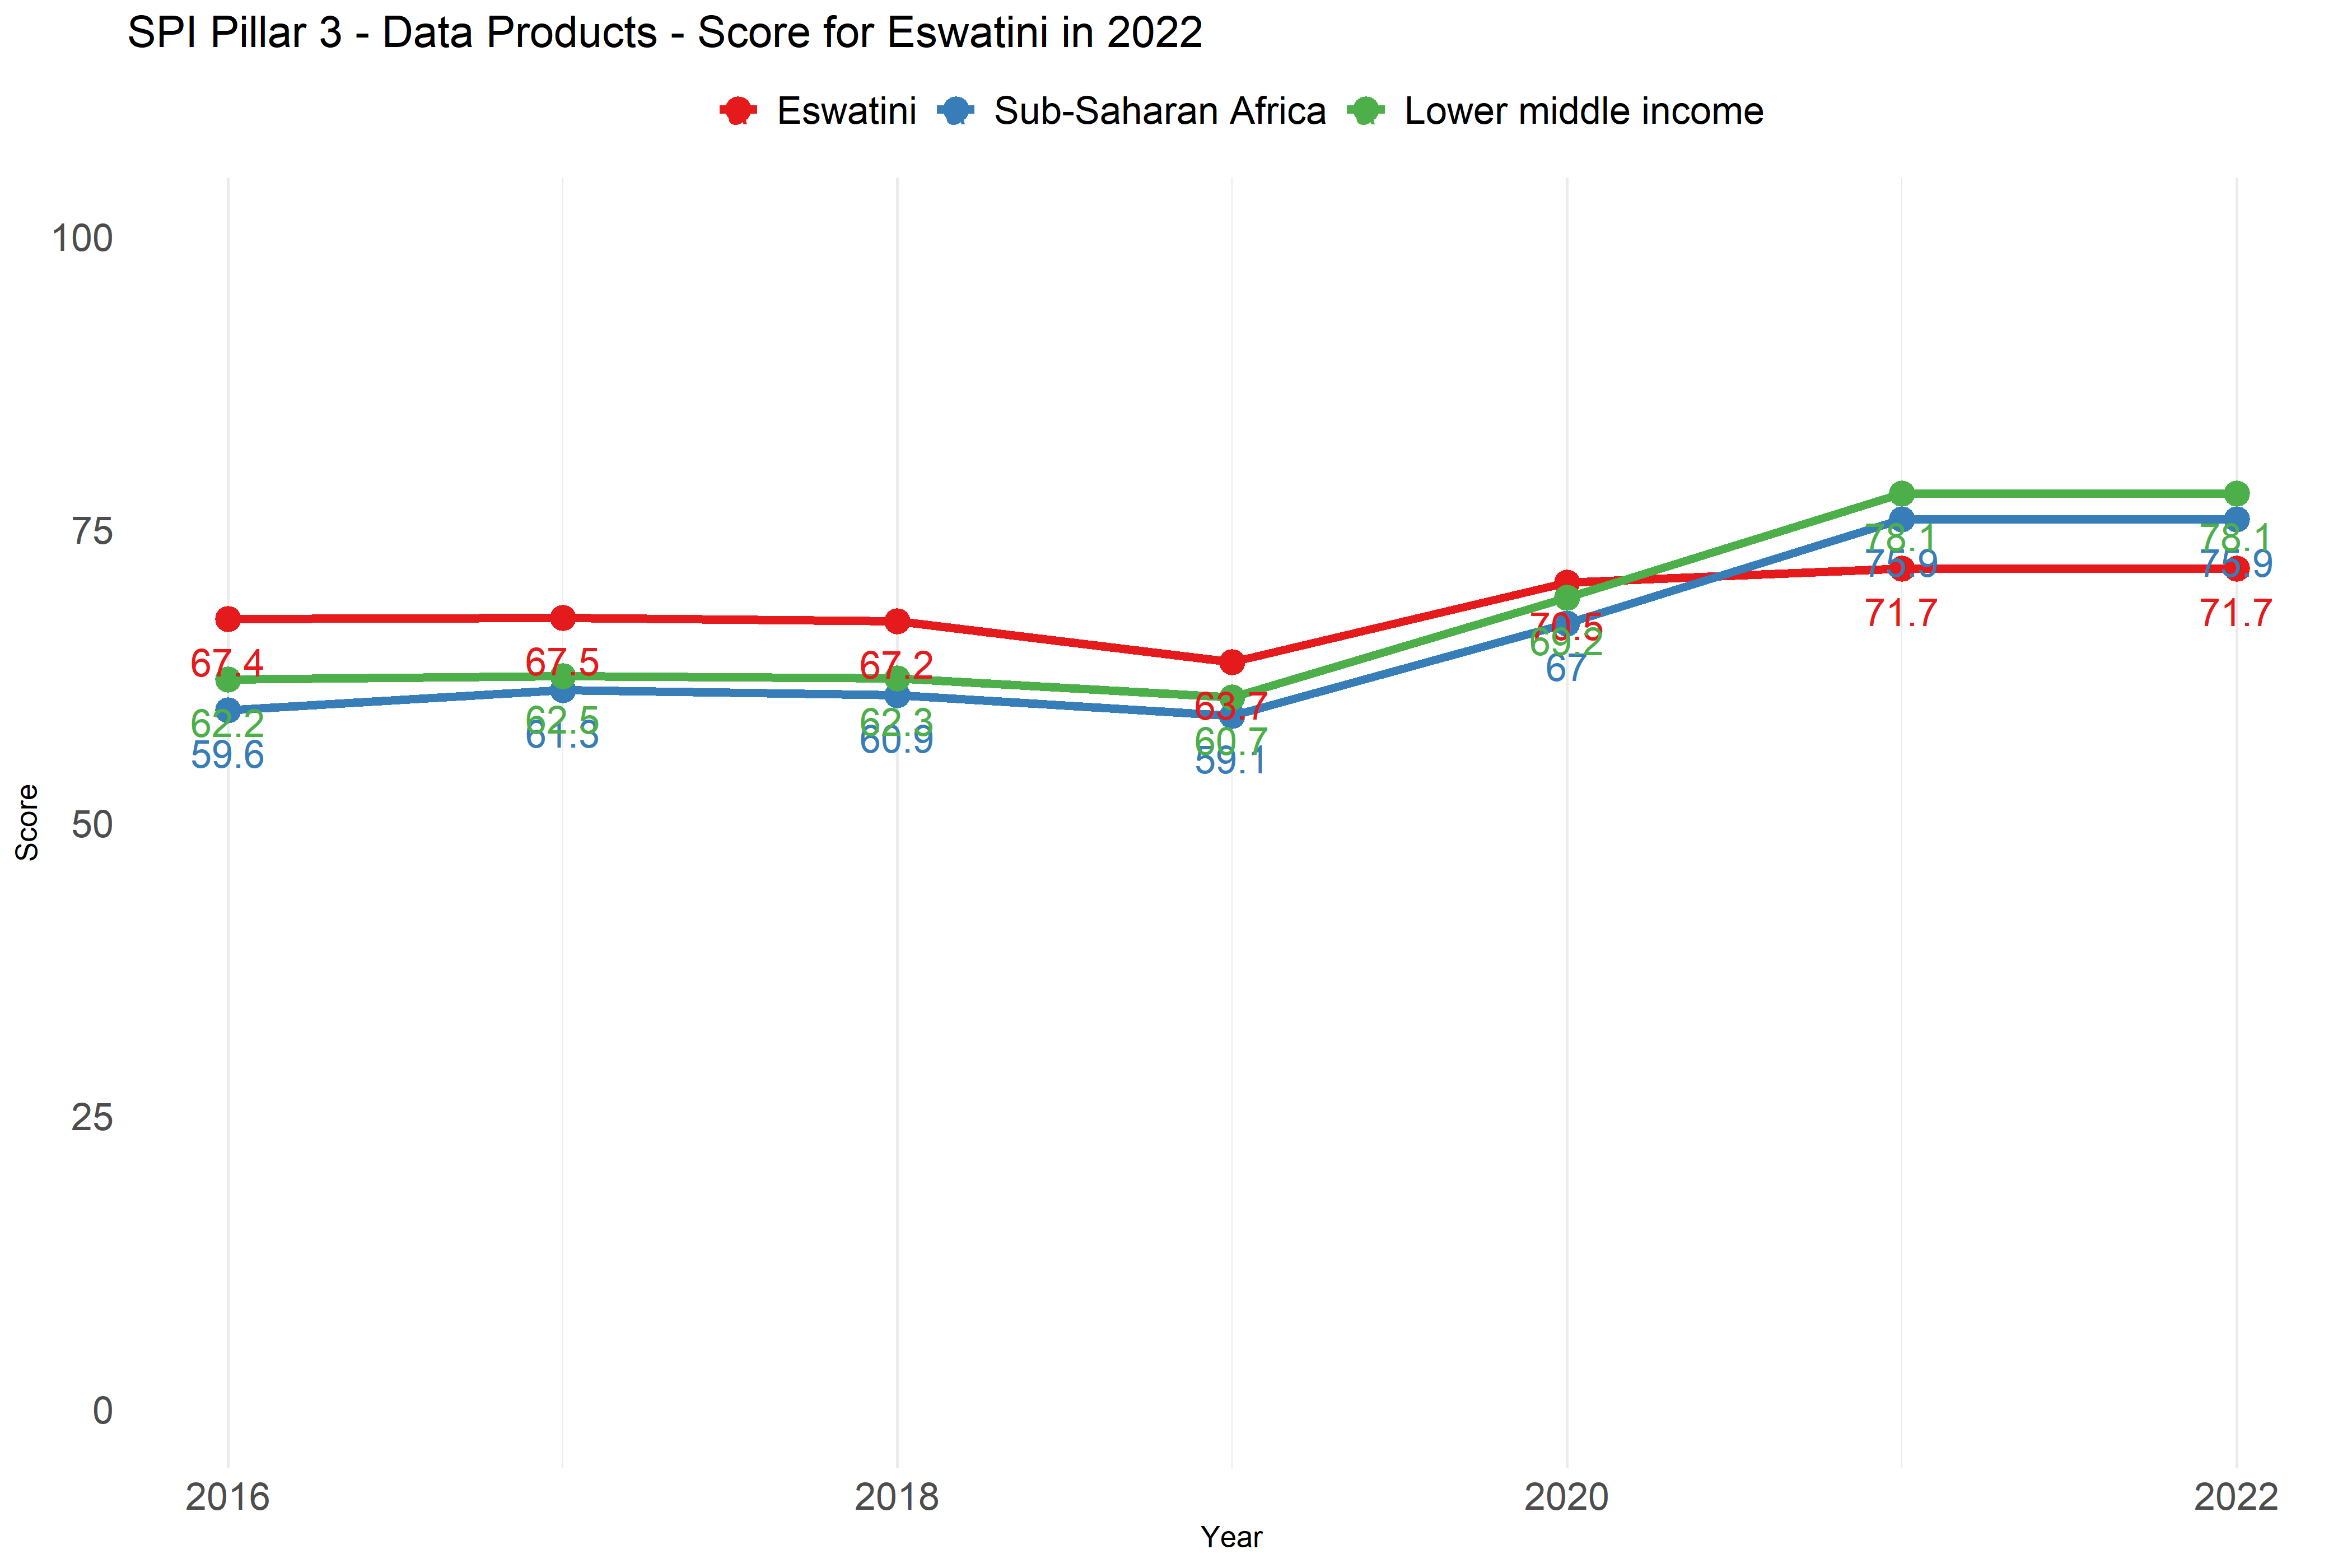 SPI Pillar 3 - Data Products - Score for Eswatini in 2022
Eswatini Sub-Saharan Africa Lower middle income
100
75
50
25
0
Score
67.4 67.5 67.2 63.7 70.5 71.7 71.7
62.2 62.5 62.3 60.7 69.2 78.1 78.1
59.6 61.3 60.9 59.1 67 75.9 75.9
2016 2018 2020 2022
Year